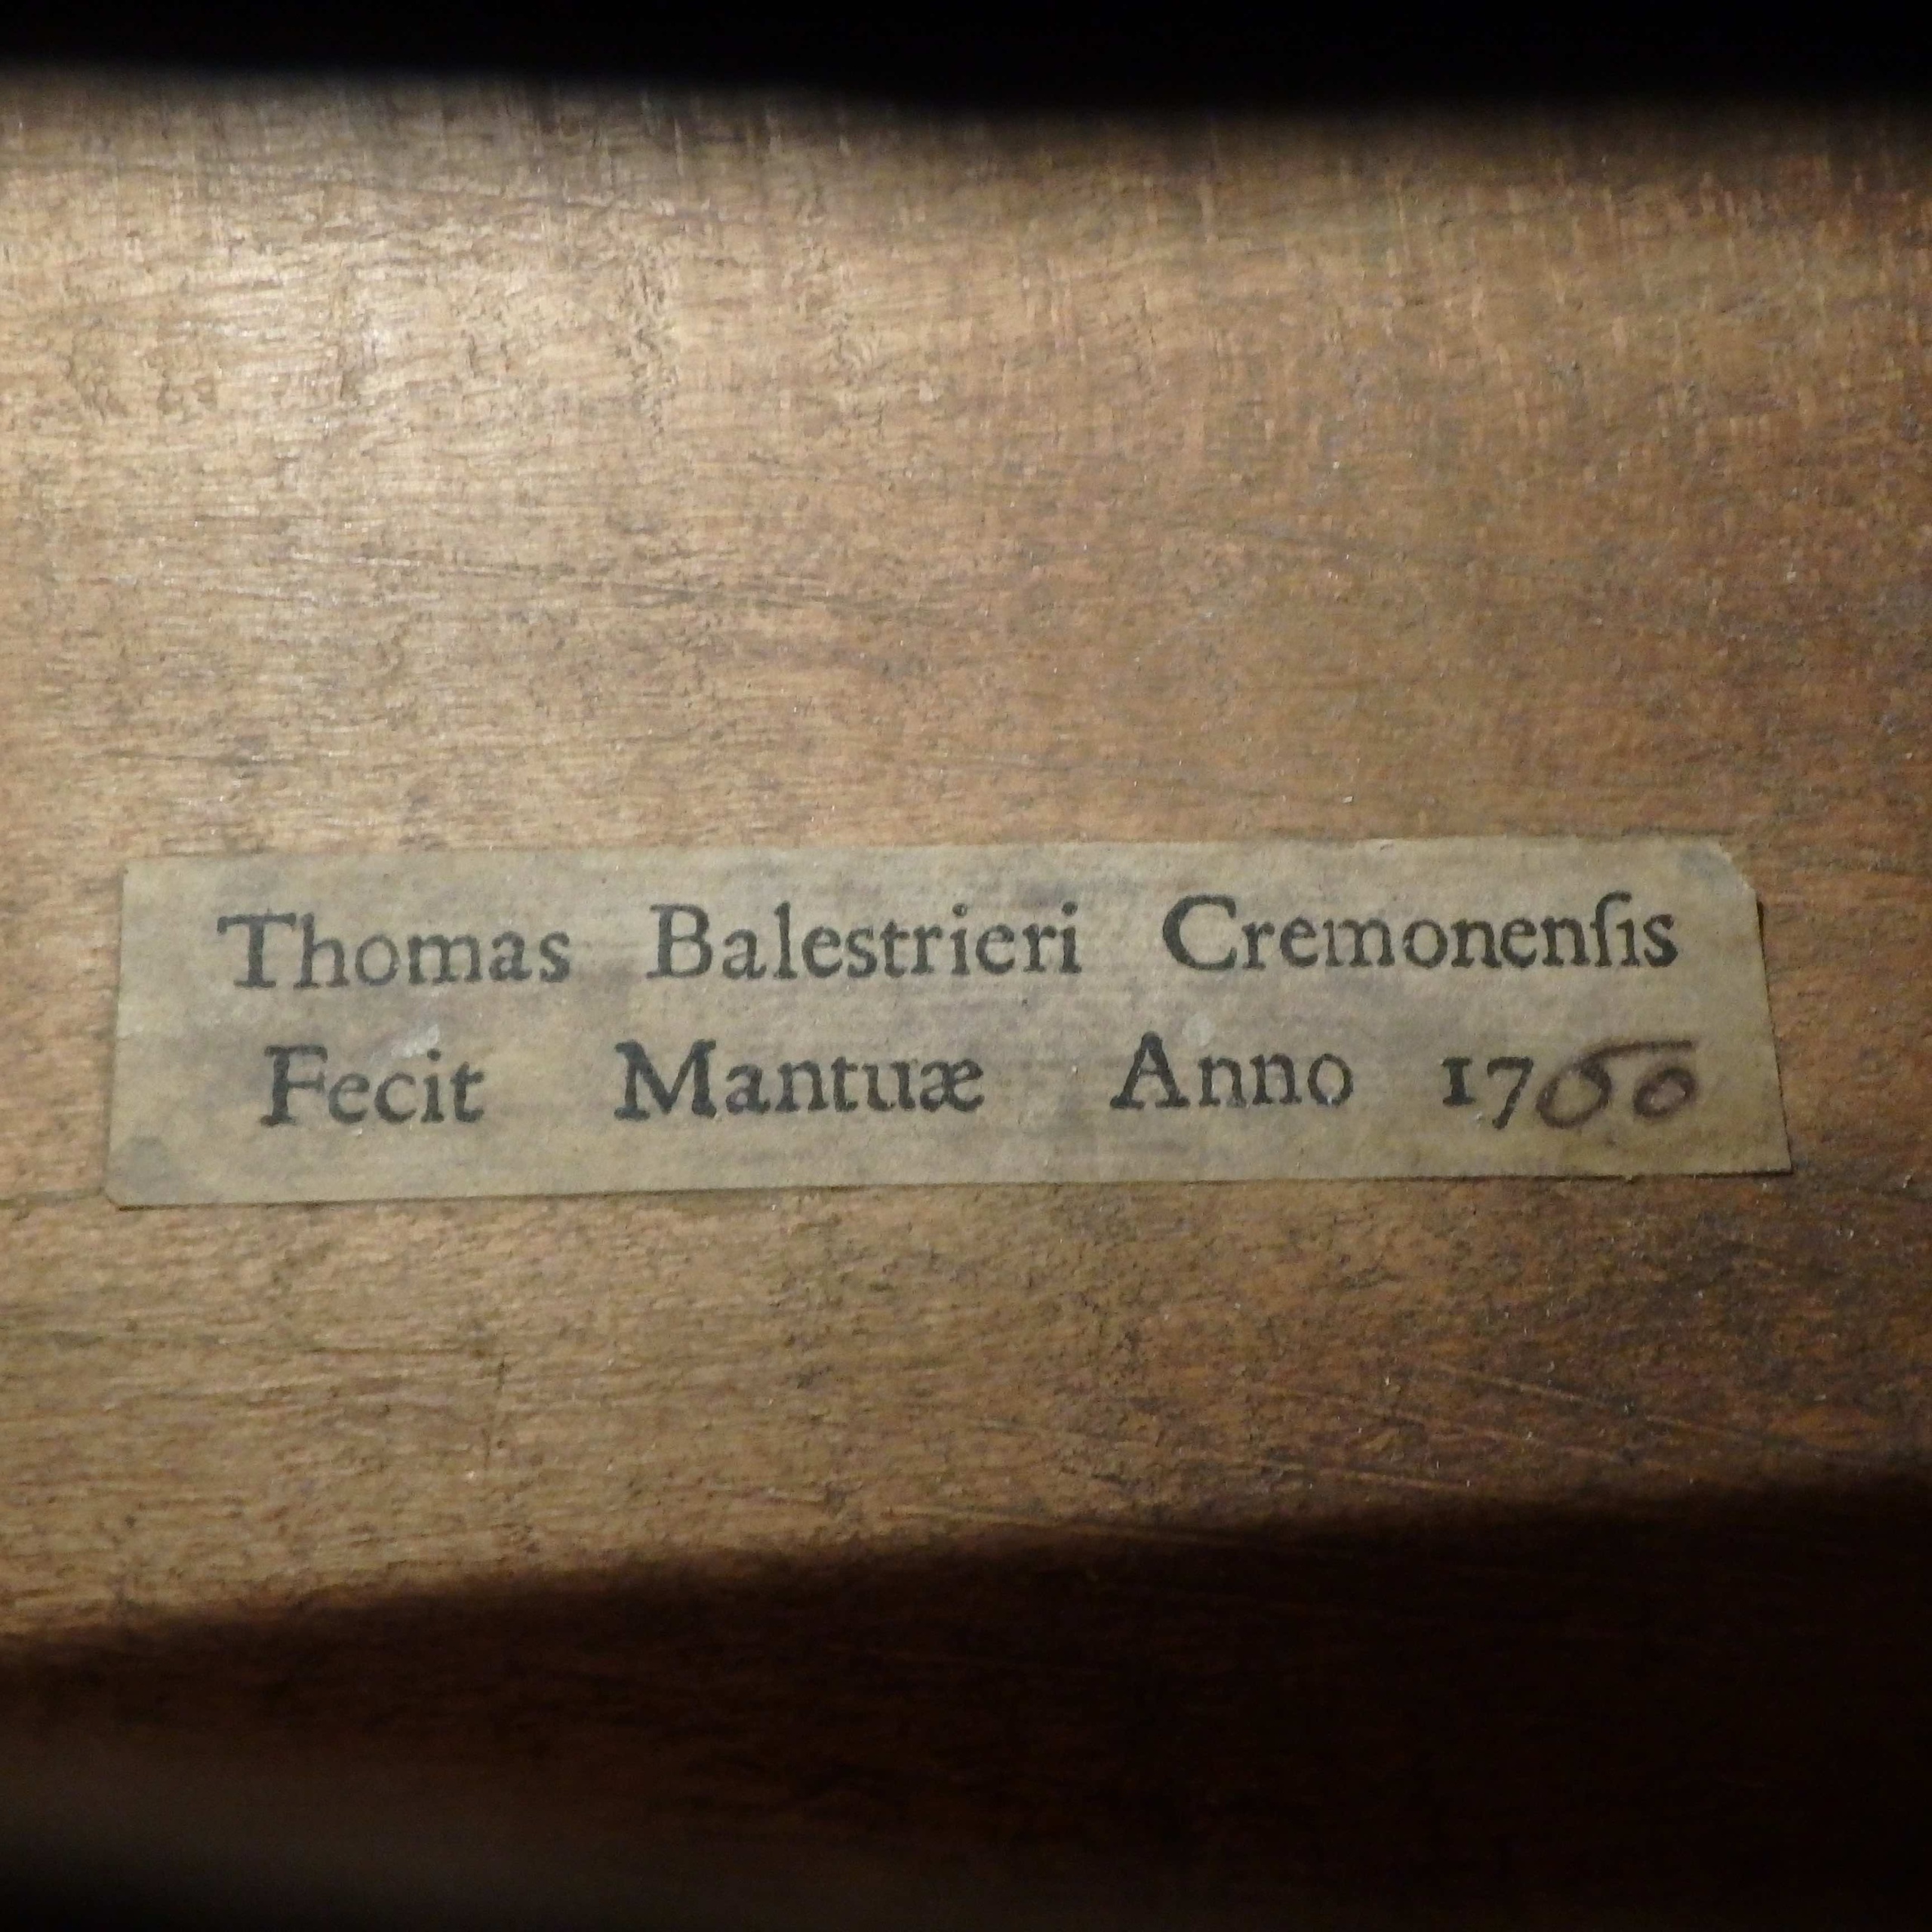 Thomas Balestrieri Cremonenſis
Fecit Mantuæ Anno 1760